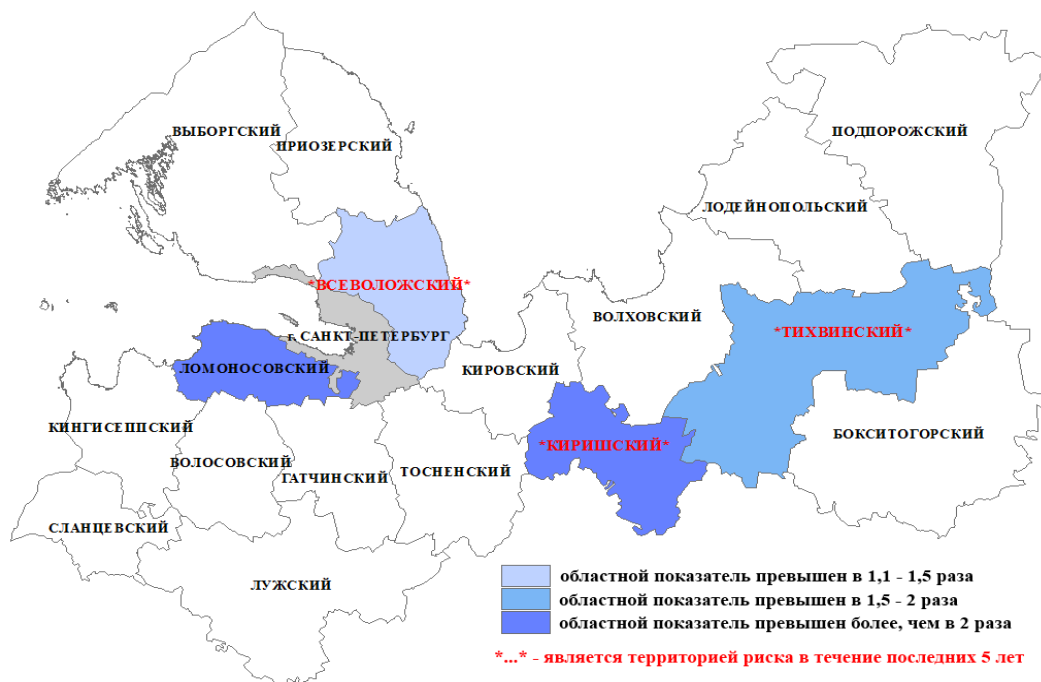 ВЫБОРГСКИЙ
ПРИОЗЕРСКИЙ
ПОДПОРОЖСКИЙ
ЛОДЕЙНОПОЛЬСКИЙ
*ВСЕВОЛОЖСКИЙ*
г. САНКТ-ПЕТЕРБУРГ
ВОЛХОВСКИЙ
*ТИХВИНСКИЙ*
ЛОМОНОСОВСКИЙ
КИРОВСКИЙ
КИНГИСЕППСКИЙ
*КИРИШСКИЙ*
БОКСИТОГОРСКИЙ
ВОЛОСОВСКИЙ
ГАТЧИНСКИЙ
ТОСНЕНСКИЙ
СЛАНЦЕВСКИЙ
ЛУЖСКИЙ
областной показатель превышен в 1,1 - 1,5 раза
областной показатель превышен в 1,5 - 2 раза
областной показатель превышен более, чем в 2 раза
*...* - является территорией риска в течение последних 5 лет